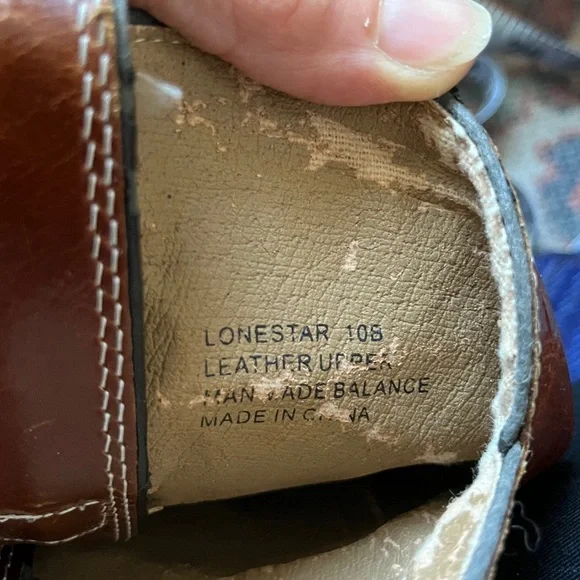 LONESTAR 10B
LEATHER UPPER
MAN MADE BALANCE
MADE IN CHINA